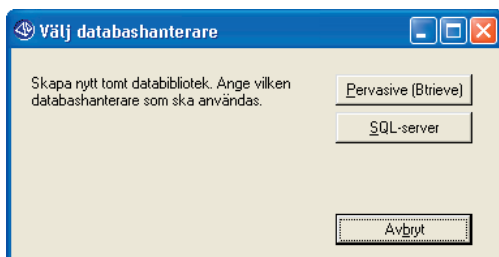 Välj databashanterare
Skapa nytt tomt databibliotek. Ange vilken
databashanterare som ska användas.
Pervasive (Btrieve)
SQL-server
Avbryt